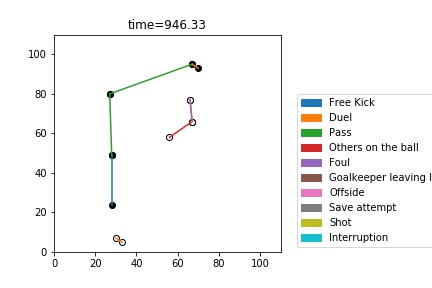 time=946.33
100
80
60
40
20
0
0 20 40 60 80 100
Free Kick
Duel
Pass
Others on the ball
Foul
Goalkeeper leaving l
Offside
Save attempt
Shot
Interruption